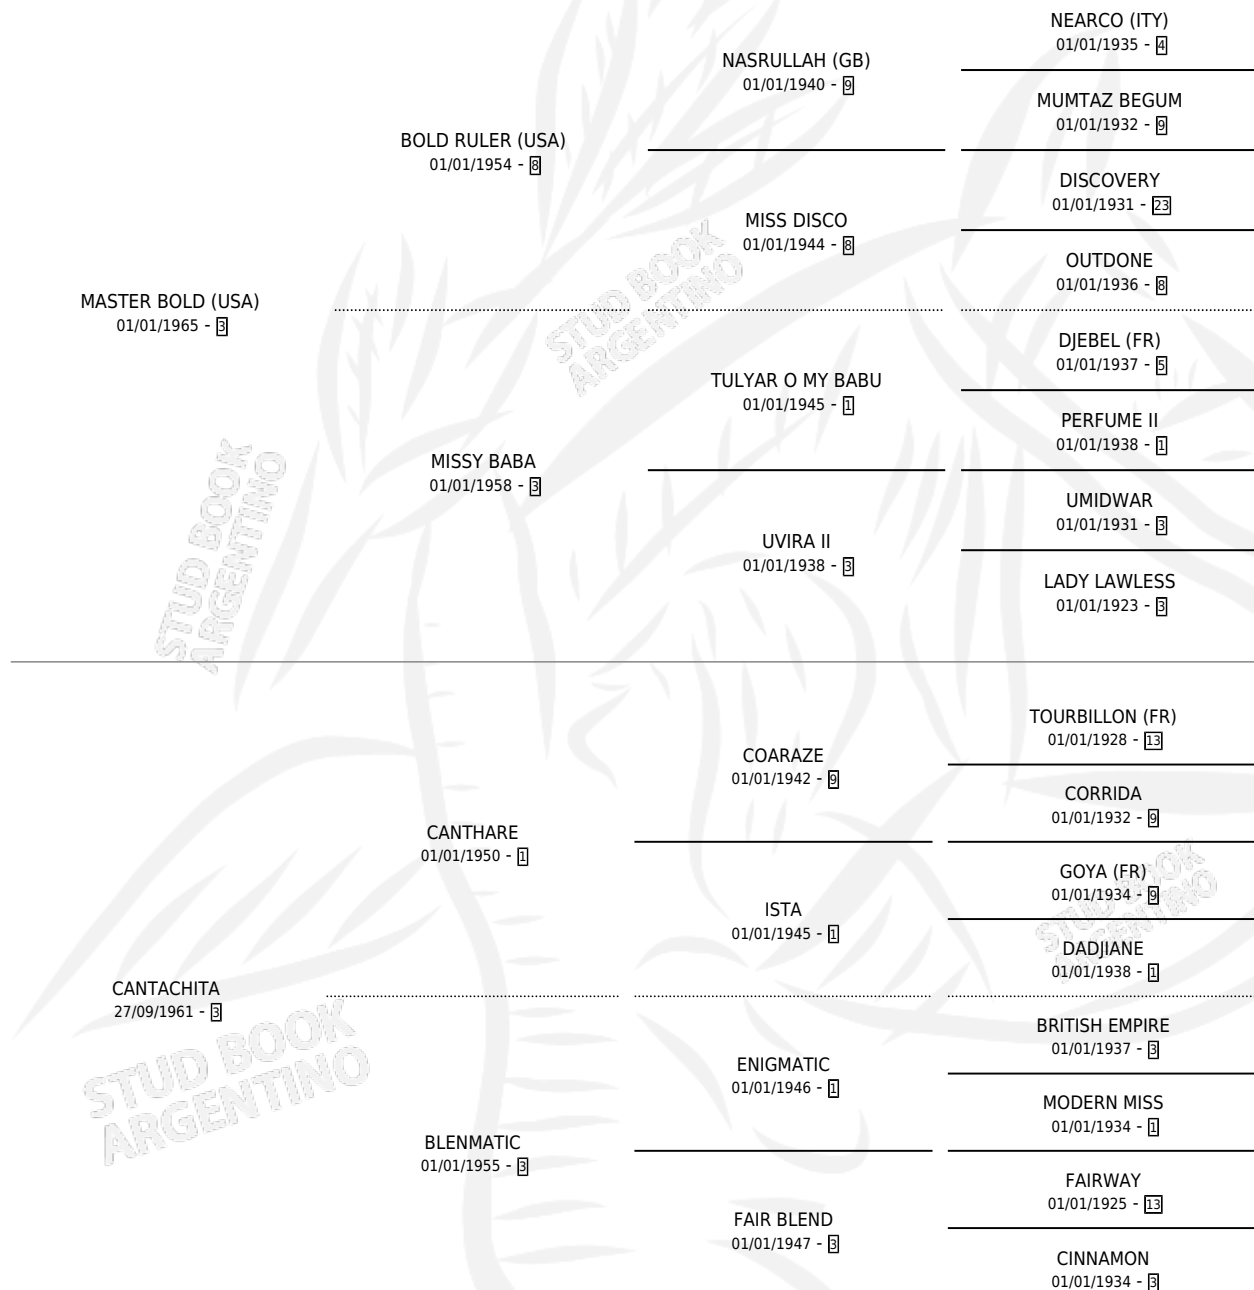 NEARCO (ITY)
01/01/1935 - 4
NASRULLAH (GB)
01/01/1940 - 9
MUMTAZ BEGUM
01/01/1932 - 9
BOLD RULER (USA)
01/01/1954 - 8
DISCOVERY
01/01/1931 - 23
MISS DISCO
01/01/1944 - 8
OUTDONE
01/01/1936 - 8
MASTER BOLD (USA)
01/01/1965 - 3
DJEBEL (FR)
01/01/1937 - 5
TULYAR O MY BABU
01/01/1945 - 1
PERFUME II
01/01/1938 - 1
MISSY BABA
01/01/1958 - 3
UMIDWAR
01/01/1931 - 3
UVIRA II
01/01/1938 - 3
LADY LAWLESS
01/01/1923 - 3
TOURBILLON (FR)
01/01/1928 - 13
COARAZE
01/01/1942 - 9
CORRIDA
01/01/1932 - 9
CANTHARE
01/01/1950 - 1
GOYA (FR)
01/01/1934 - 9
ISTA
01/01/1945 - 1
DADJIANE
01/01/1938 - 1
CANTACHITA
27/09/1961 - 3
BRITISH EMPIRE
01/01/1937 - 3
ENIGMATIC
01/01/1946 - 1
MODERN MISS
01/01/1934 - 1
BLENMATIC
01/01/1955 - 3
FAIRWAY
01/01/1925 - 13
FAIR BLEND
01/01/1947 - 3
CINNAMON
01/01/1934 - 3
STUD BOOK
ARGENTINO
STUD BOOK
ARGENTINO
STUD BOOK
ARGENTINO
STUD BOOK
ARGENTINO